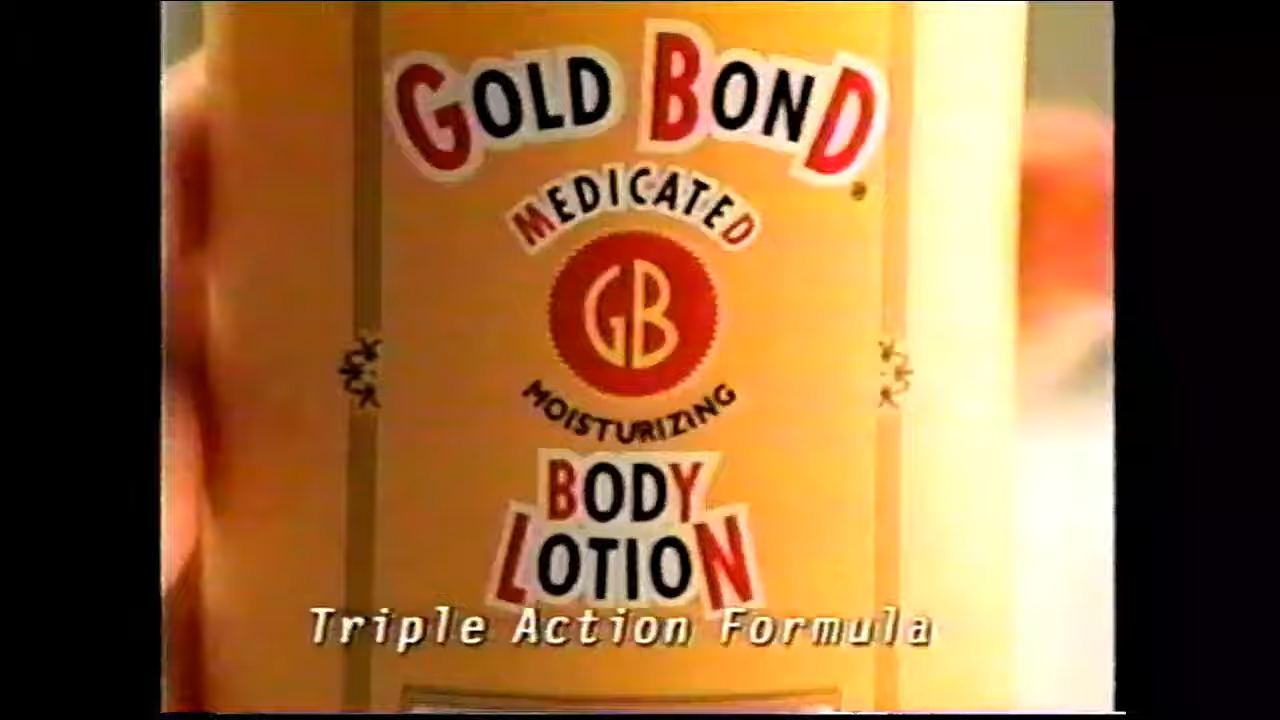 GOLD BOND®
MEDICATED
GB
MOISTURIZING
BODY
LOTION
Triple Action Formula